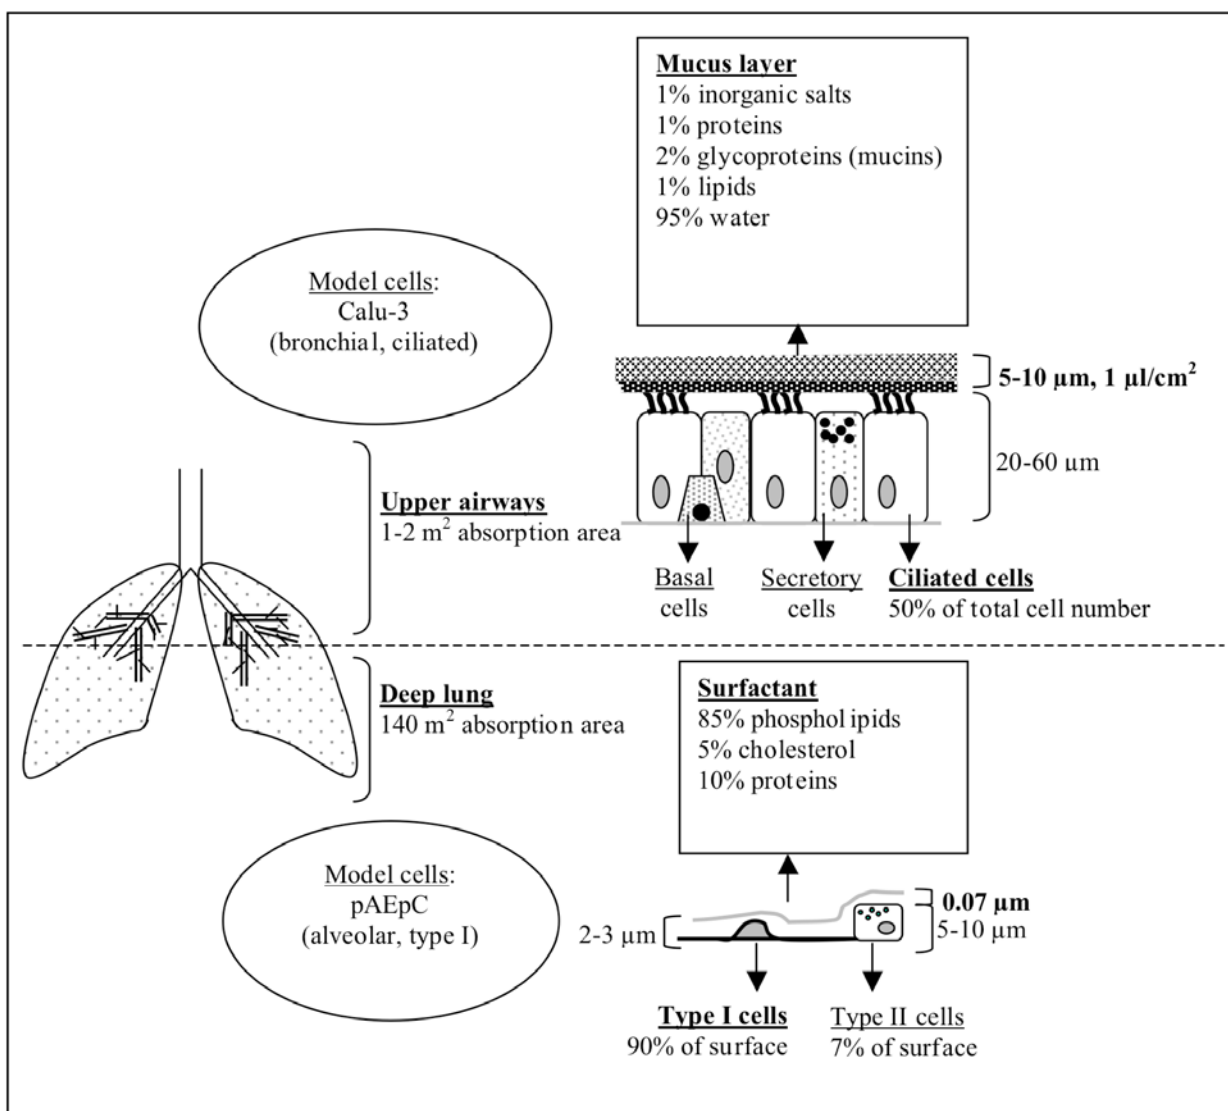 Mucus layer
1% inorganic salts
1% proteins
2% glycoproteins (mucins)
1% lipids
95% water
Model cells:
Calu-3
(bronchial, ciliated)
5-10 µm, 1 µl/cm²
20-60 µm
Upper airways
1-2 m² absorption area
Basal
cells
Secretory
cells
Ciliated cells
50% of total cell number
Deep lung
140 m² absorption area
Surfactant
85% phospholipids
5% cholesterol
10% proteins
Model cells:
pAEpC
(alveolar, type I)
2-3 µm
0.07 µm
5-10 µm
Type I cells
90% of surface
Type II cells
7% of surface